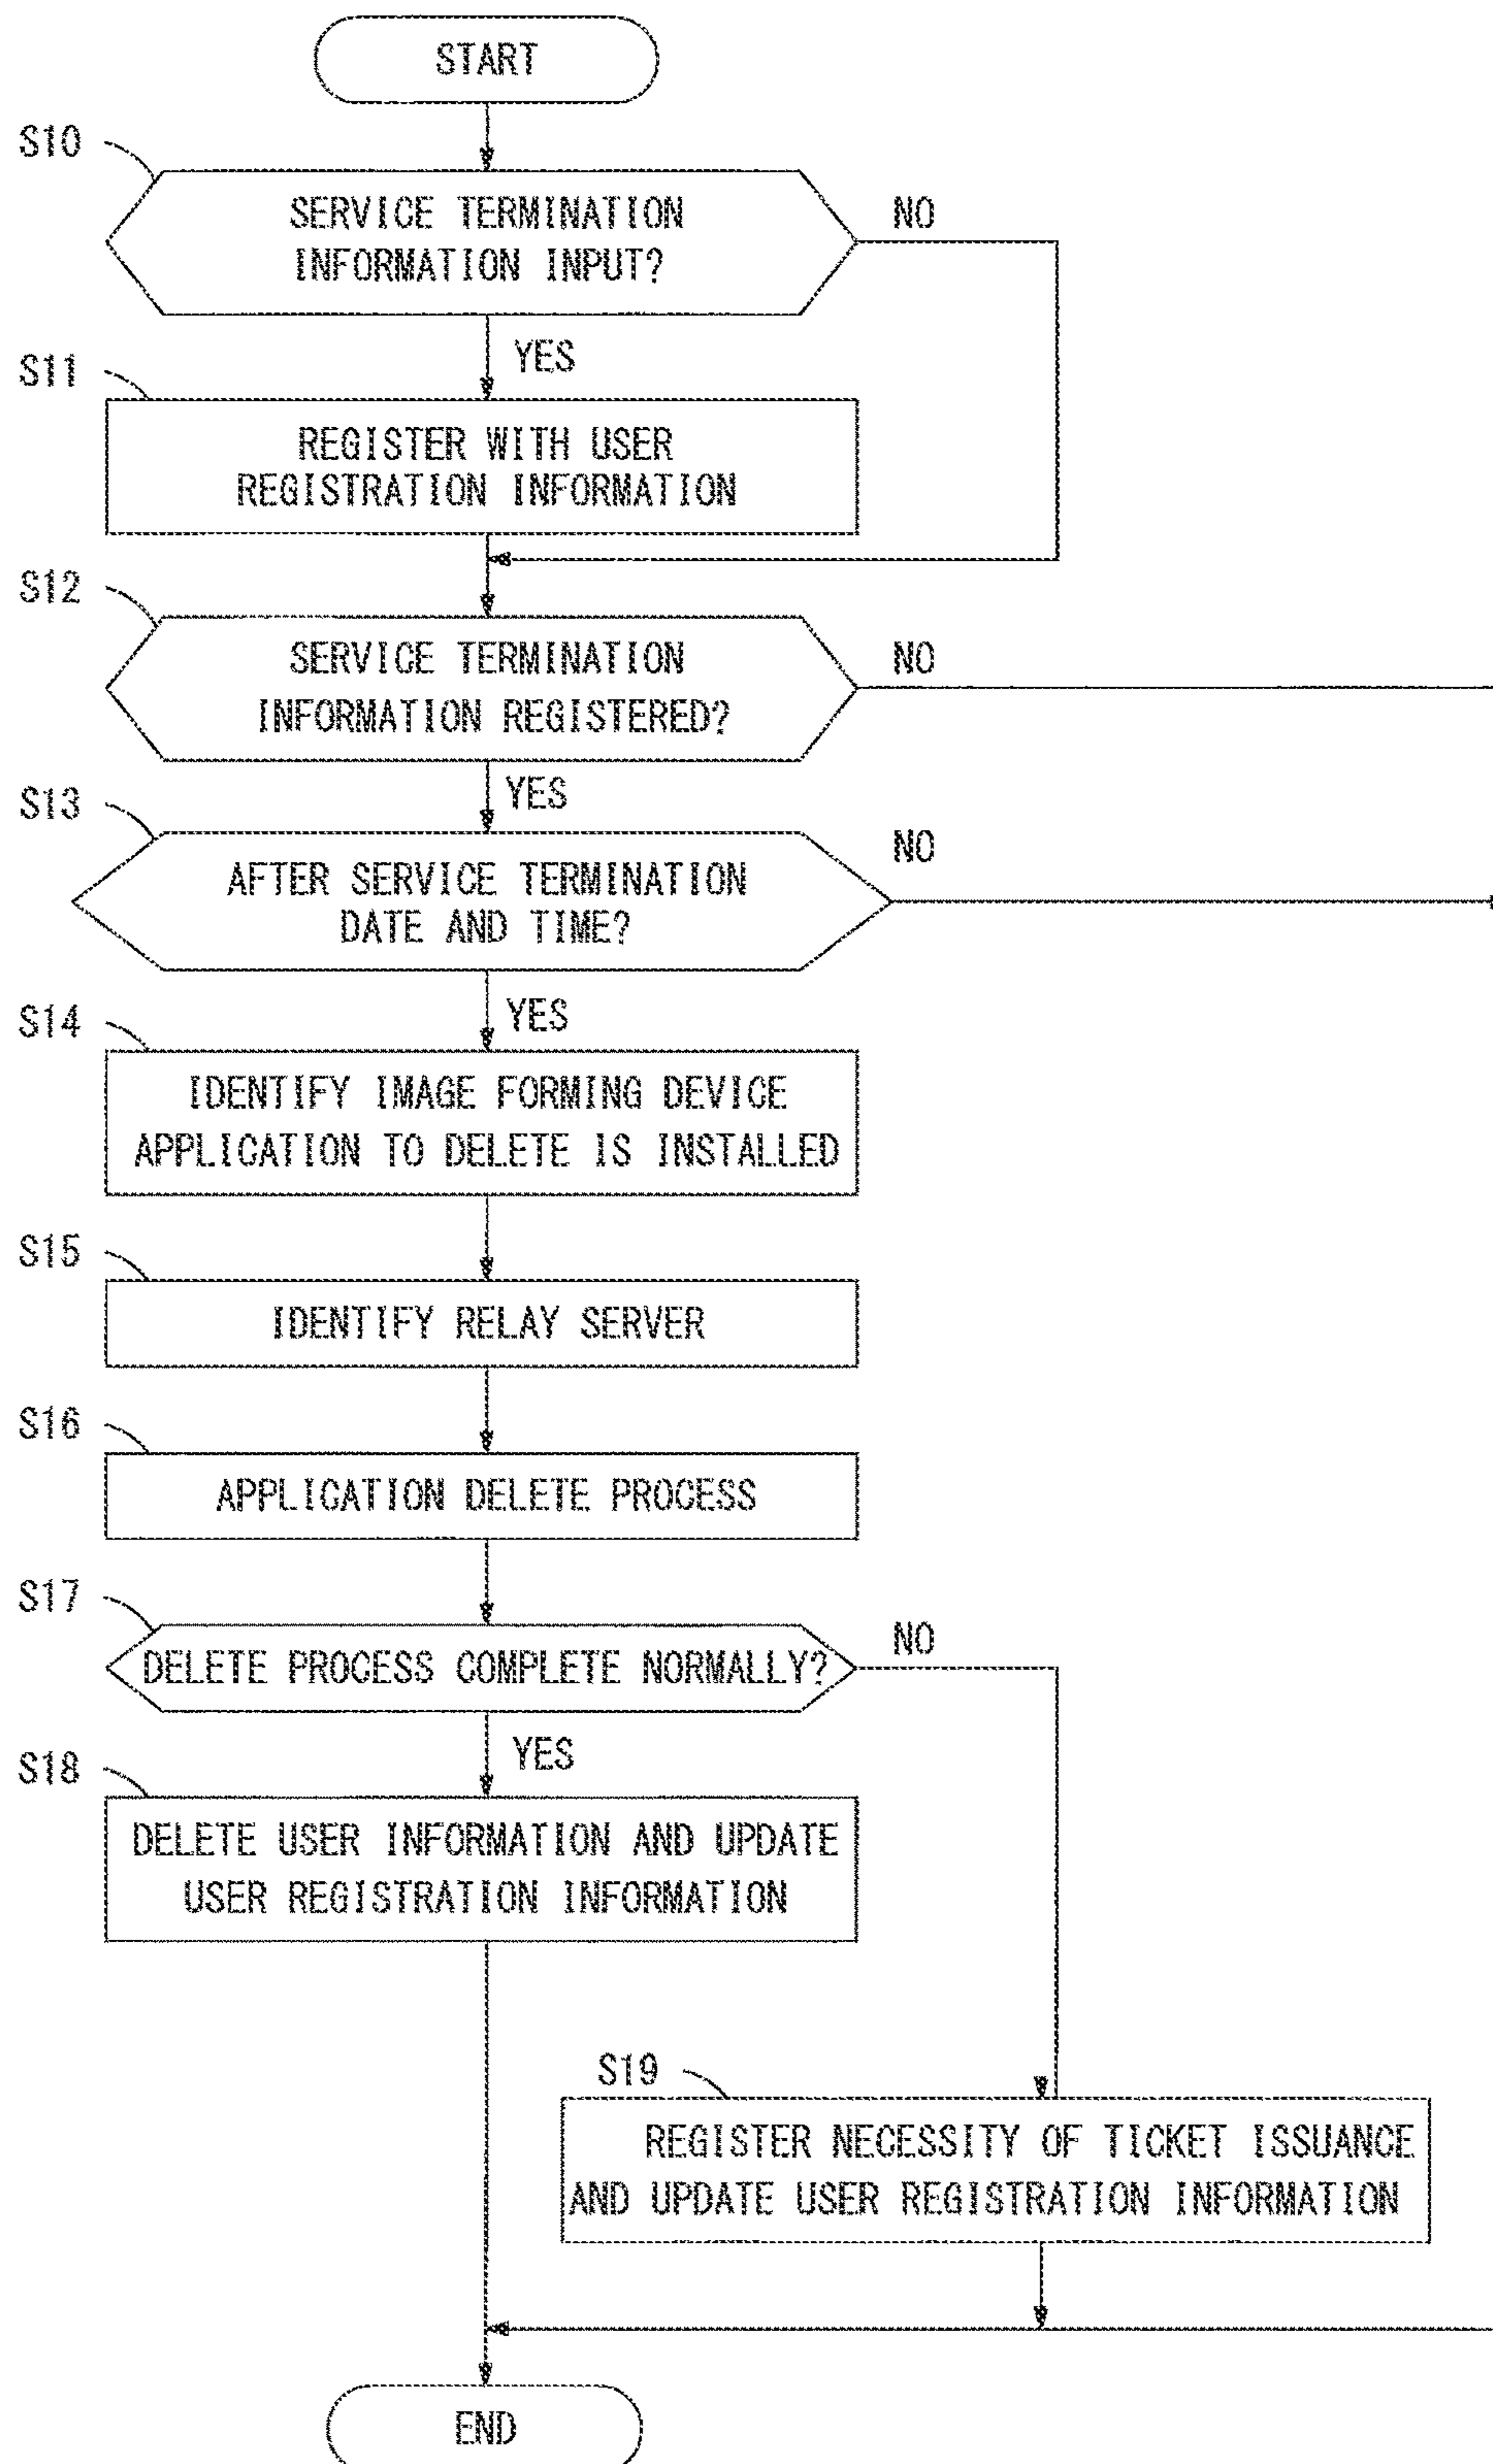 START
S10
SERVICE TERMINATION
INFORMATION INPUT?
NO
YES
S11
REGISTER WITH USER
REGISTRATION INFORMATION
S12
SERVICE TERMINATION
INFORMATION REGISTERED?
NO
YES
S13
AFTER SERVICE TERMINATION
DATE AND TIME?
NO
YES
S14
IDENTIFY IMAGE FORMING DEVICE
APPLICATION TO DELETE IS INSTALLED
S15
IDENTIFY RELAY SERVER
S16
APPLICATION DELETE PROCESS
S17
DELETE PROCESS COMPLETE NORMALLY?
NO
YES
S18
DELETE USER INFORMATION AND UPDATE
USER REGISTRATION INFORMATION
S19
REGISTER NECESSITY OF TICKET ISSUANCE
AND UPDATE USER REGISTRATION INFORMATION
END